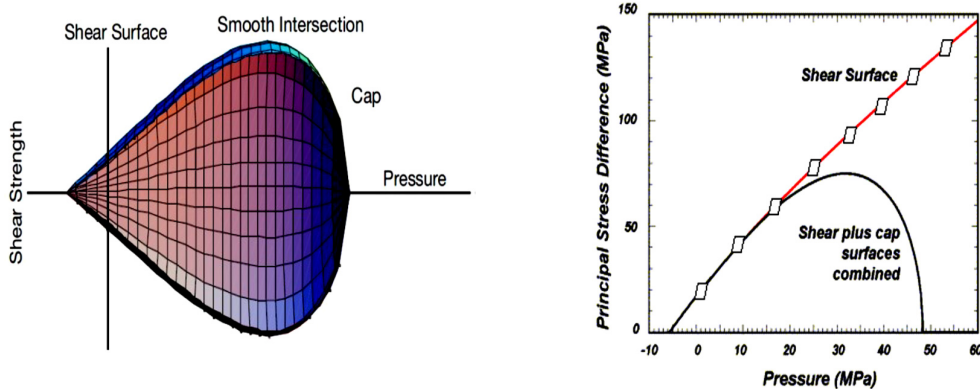 Shear Surface
Smooth Intersection
Cap
Pressure
Shear Strength
Principal Stress Difference (MPa)
150
100
50
0
Shear Surface
Shear plus cap
surfaces
combined
-10 0 10 20 30 40 50 60
Pressure (MPa)